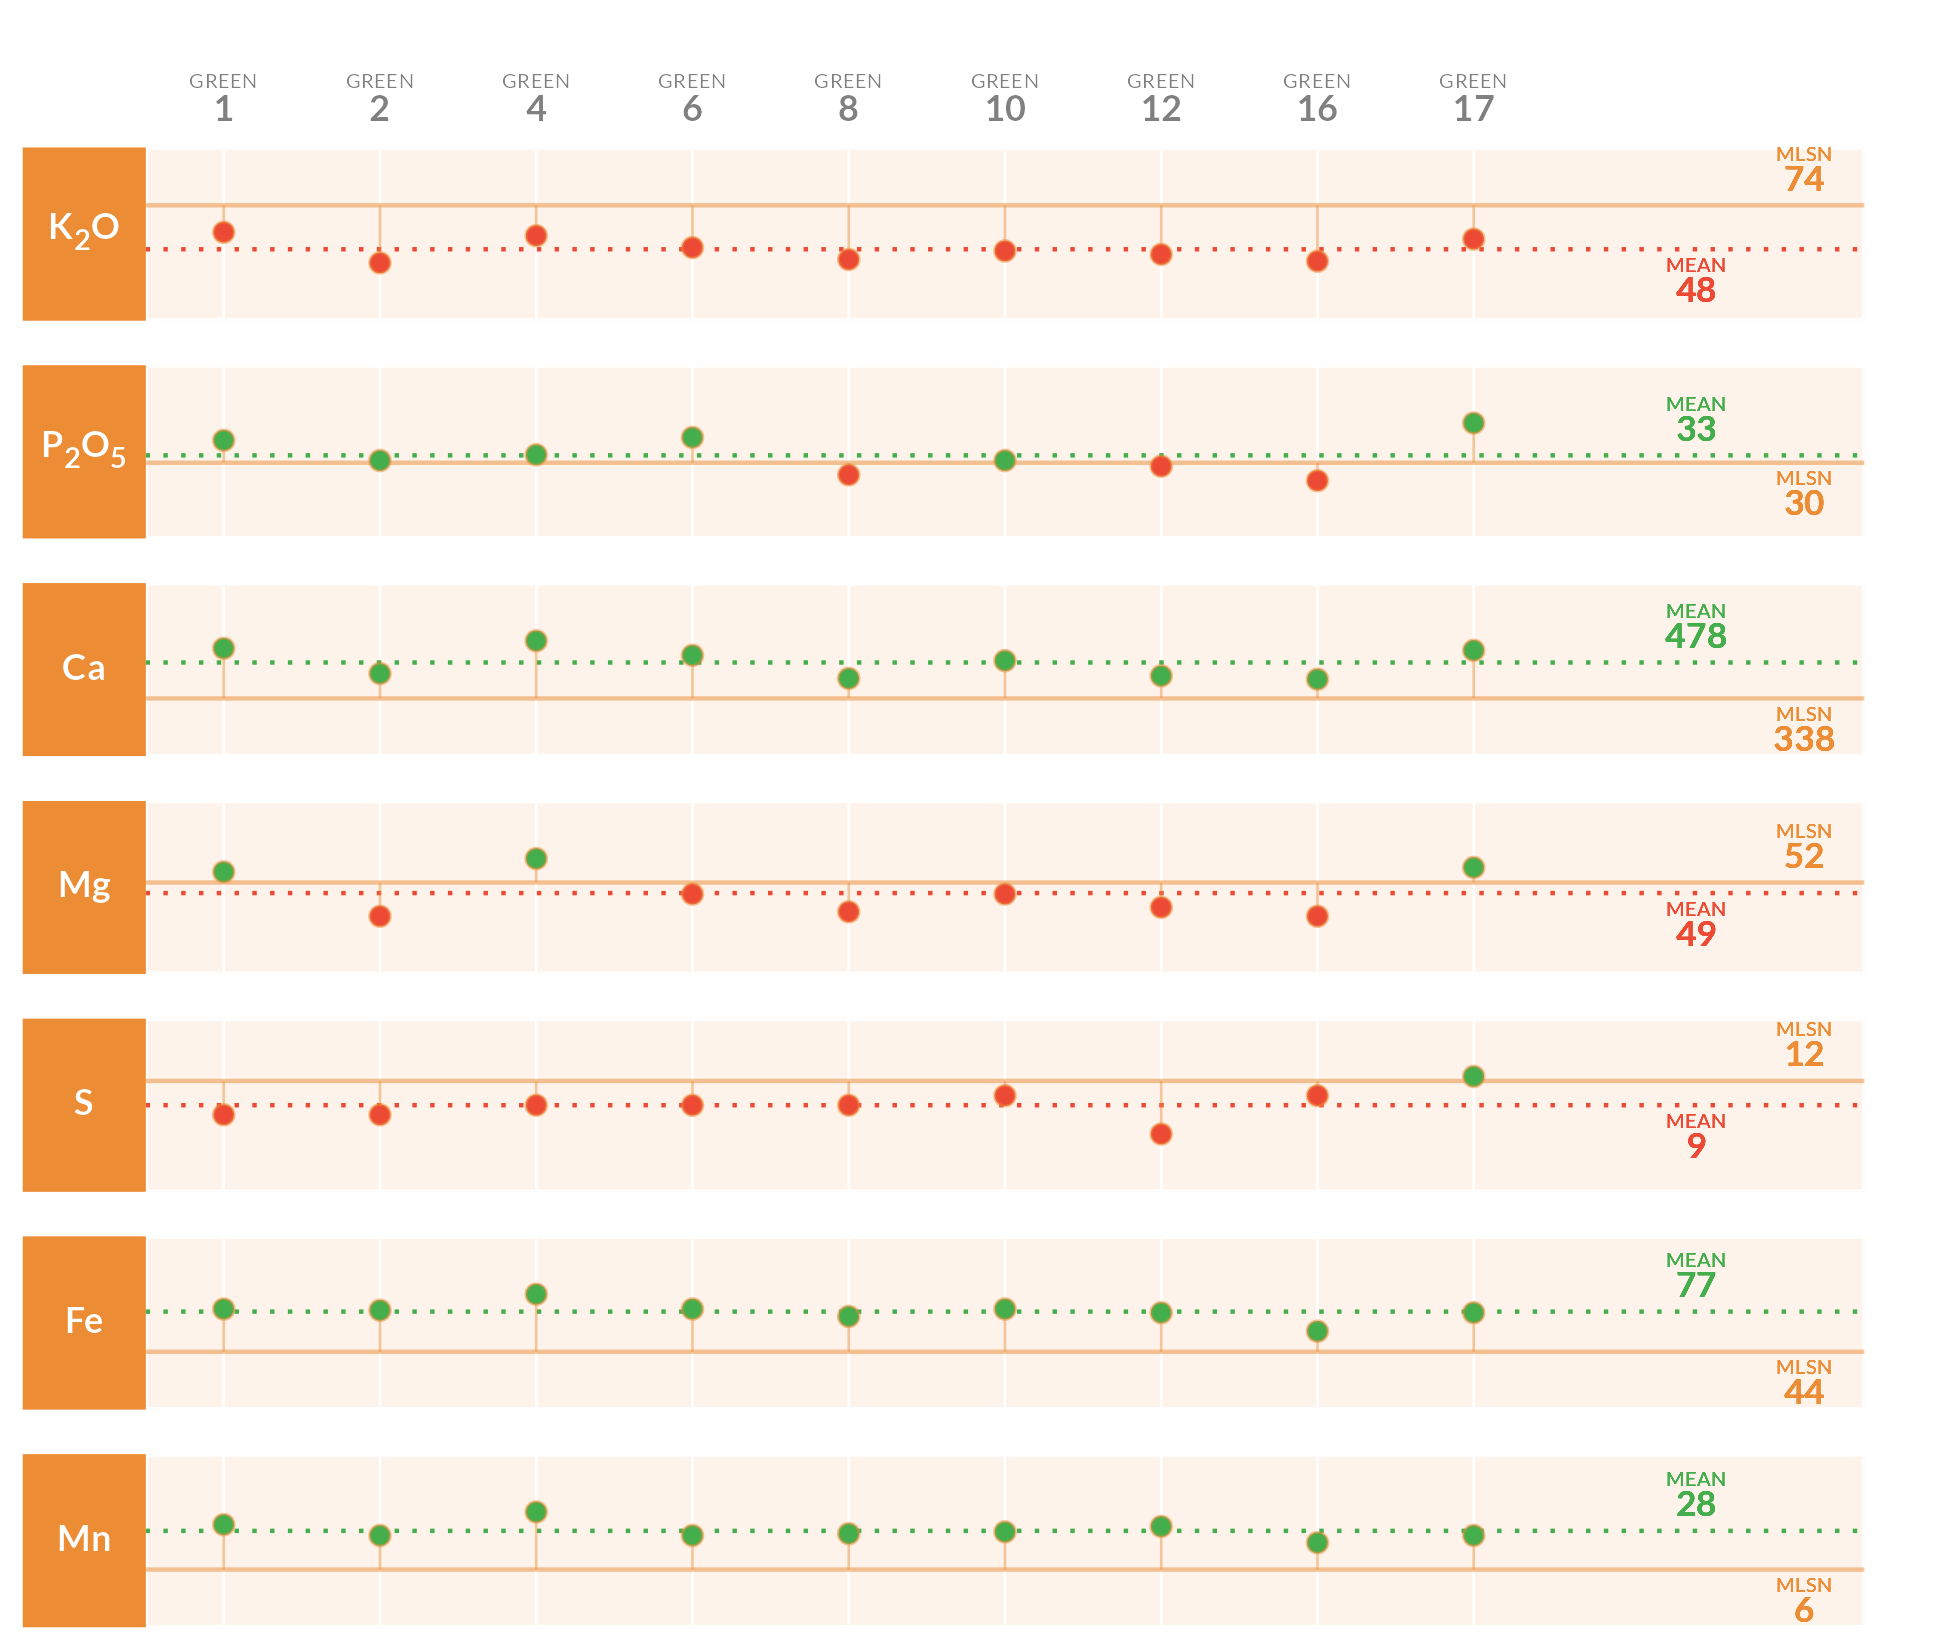 GREEN GREEN GREEN GREEN GREEN GREEN GREEN GREEN GREEN
1 2 4 6 8 10 12 16 17
MLSN
74
K₂O
MEAN
48
MEAN
33
P₂O₅
MLSN
30
MEAN
478
Ca
MLSN
338
MLSN
52
Mg
MEAN
49
MLSN
12
S
MEAN
9
MEAN
77
Fe
MLSN
44
MEAN
28
Mn
MLSN
6